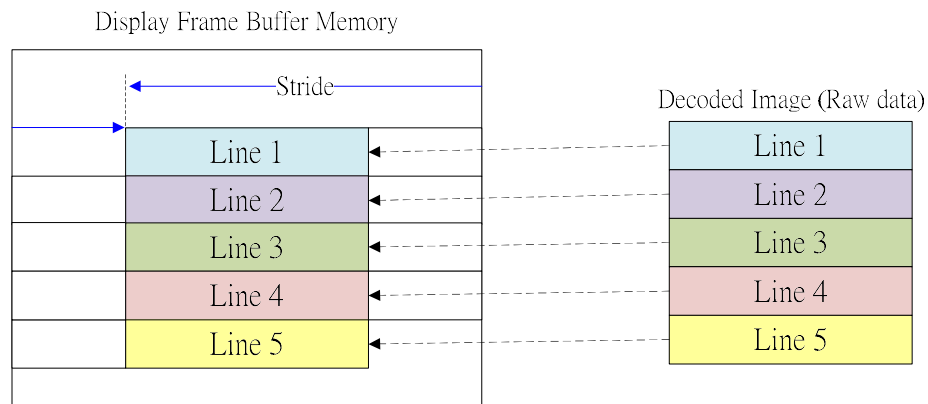 Display Frame Buffer Memory
Stride
Line 1
Line 2
Line 3
Line 4
Line 5
Decoded Image (Raw data)
Line 1
Line 2
Line 3
Line 4
Line 5